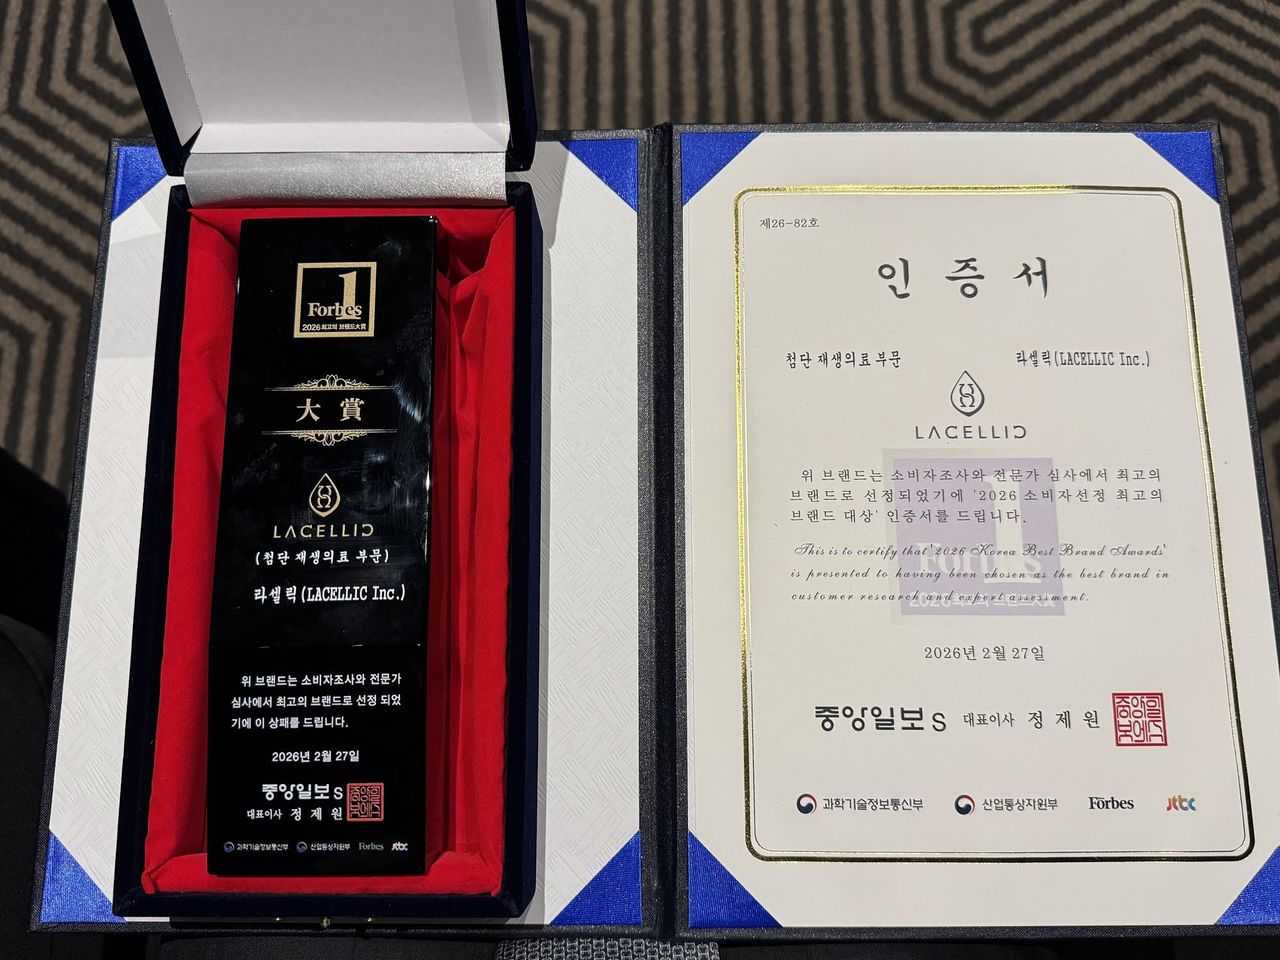 1
Forbes
2026 최고의 브랜드大賞
大賞
LACELLIC
(첨단 재생의료 부문)
라셀릭(LACELLIC Inc.)
위 브랜드는 소비자조사와 전문가
심사에서 최고의 브랜드로 선정 되었
기에 이 상패를 드립니다.
2026년 2월 27일
중앙일보S
대표이사 정제원
과학기술정보통신부 산업통상자원부 Forbes jtbc
제26-82호
인증서
첨단 재생의료 부문 라셀릭(LACELLIC Inc.)
LACELLIC
위 브랜드는 소비자조사와 전문가 심사에서 최고의
브랜드로 선정되었기에 '2026 소비자선정 최고의
브랜드 대상' 인증서를 드립니다.
This is to certify that '2026 Korea Best Brand Awards'
is presented to having been chosen as the best brand in
customer research and expert assessment.
1
Forbes
2026 최고의 브랜드大賞
2026년 2월 27일
중앙일보S 대표이사 정제원
과학기술정보통신부 산업통상자원부 Forbes jtbc